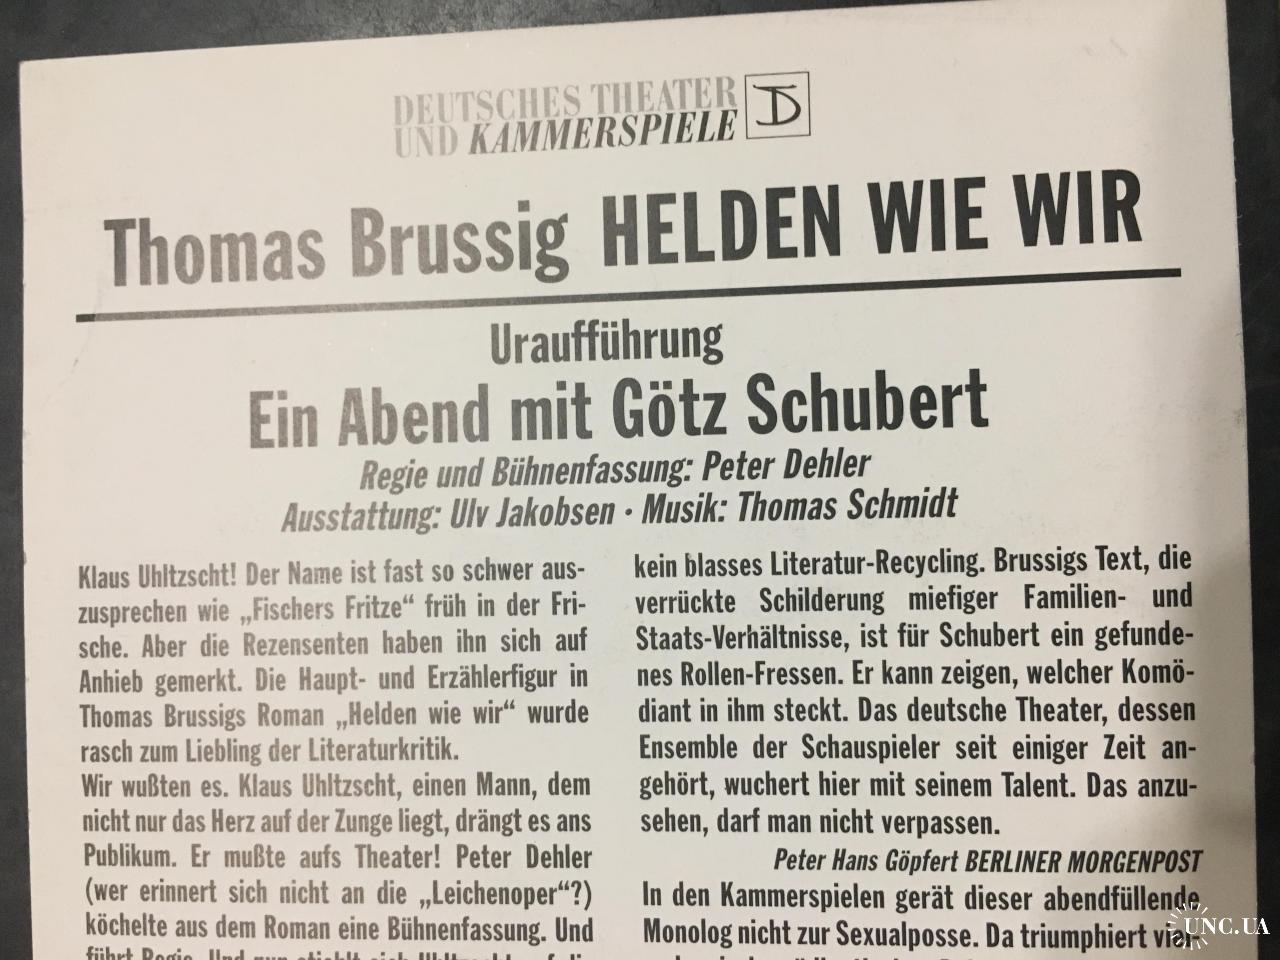 DEUTSCHES THEATER
UND KAMMERSPIELE
Thomas Brussig HELDEN WIE WIR
Uraufführung
Ein Abend mit Götz Schubert
Regie und Bühnenfassung: Peter Dehler
Ausstattung: Ulv Jakobsen · Musik: Thomas Schmidt
Klaus Uhltzscht! Der Name ist fast so schwer aus-
zusprechen wie „Fischers Fritze“ früh in der Fri-
sche. Aber die Rezensenten haben ihn sich auf
Anhieb gemerkt. Die Haupt- und Erzählerfigur in
Thomas Brussigs Roman „Helden wie wir“ wurde
rasch zum Liebling der Literaturkritik.
Wir wußten es. Klaus Uhltzscht, einen Mann, dem
nicht nur das Herz auf der Zunge liegt, drängt es ans
Publikum. Er mußte aufs Theater! Peter Dehler
(wer erinnert sich nicht an die „Leichenoper“?)
köchelte aus dem Roman eine Bühnenfassung. Und
führt Regie. Und nun stiehlt sich Uhltzscht
kein blasses Literatur-Recycling. Brussigs Text, die
verrückte Schilderung miefiger Familien- und
Staats-Verhältnisse, ist für Schubert ein gefunde-
nes Rollen-Fressen. Er kann zeigen, welcher Komö-
diant in ihm steckt. Das deutsche Theater, dessen
Ensemble der Schauspieler seit einiger Zeit an-
gehört, wuchert hier mit seinem Talent. Das anzu-
sehen, darf man nicht verpassen.
Peter Hans Göpfert BERLINER MORGENPOST
In den Kammerspielen gerät dieser abendfüllende
Monolog nicht zur Sexualposse. Da triumphiert viel-
UNC.UA